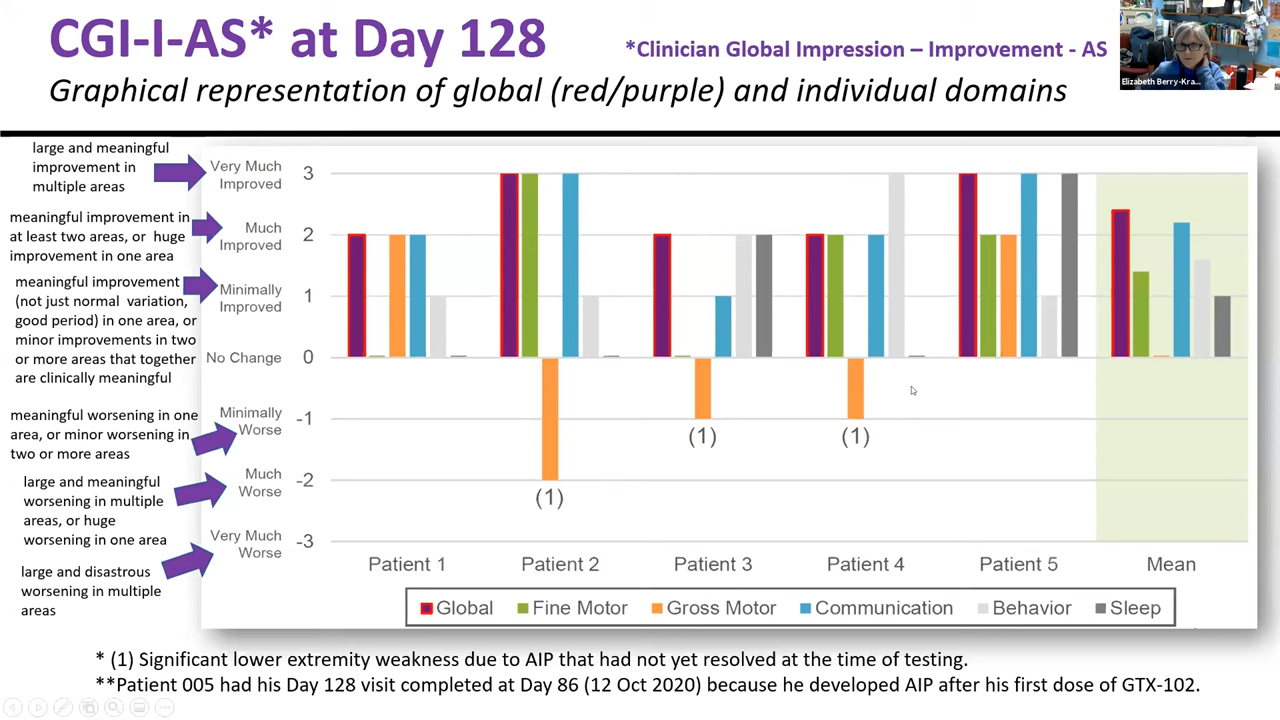 CGI-I-AS* at Day 128
*Clinician Global Impression – Improvement - AS
Elizabeth Berry-Kra...
Graphical representation of global (red/purple) and individual domains
large and meaningful
improvement in
multiple areas
meaningful improvement in
at least two areas, or huge
improvement in one area
meaningful improvement
(not just normal variation,
good period) in one area, or
minor improvements in two
or more areas that together
are clinically meaningful
meaningful worsening in one
area, or minor worsening in
two or more areas
large and meaningful
worsening in multiple
areas, or huge
worsening in one area
large and disastrous
worsening in multiple
areas
Very Much
Improved
3
Much
Improved
2
Minimally
Improved
1
No Change
0
Minimally
Worse
-1
Much
Worse
-2
Very Much
Worse
-3
(1)
(1)
(1)
Patient 1
Patient 2
Patient 3
Patient 4
Patient 5
Mean
Global
Fine Motor
Gross Motor
Communication
Behavior
Sleep
* (1) Significant lower extremity weakness due to AIP that had not yet resolved at the time of testing.
**Patient 005 had his Day 128 visit completed at Day 86 (12 Oct 2020) because he developed AIP after his first dose of GTX-102.